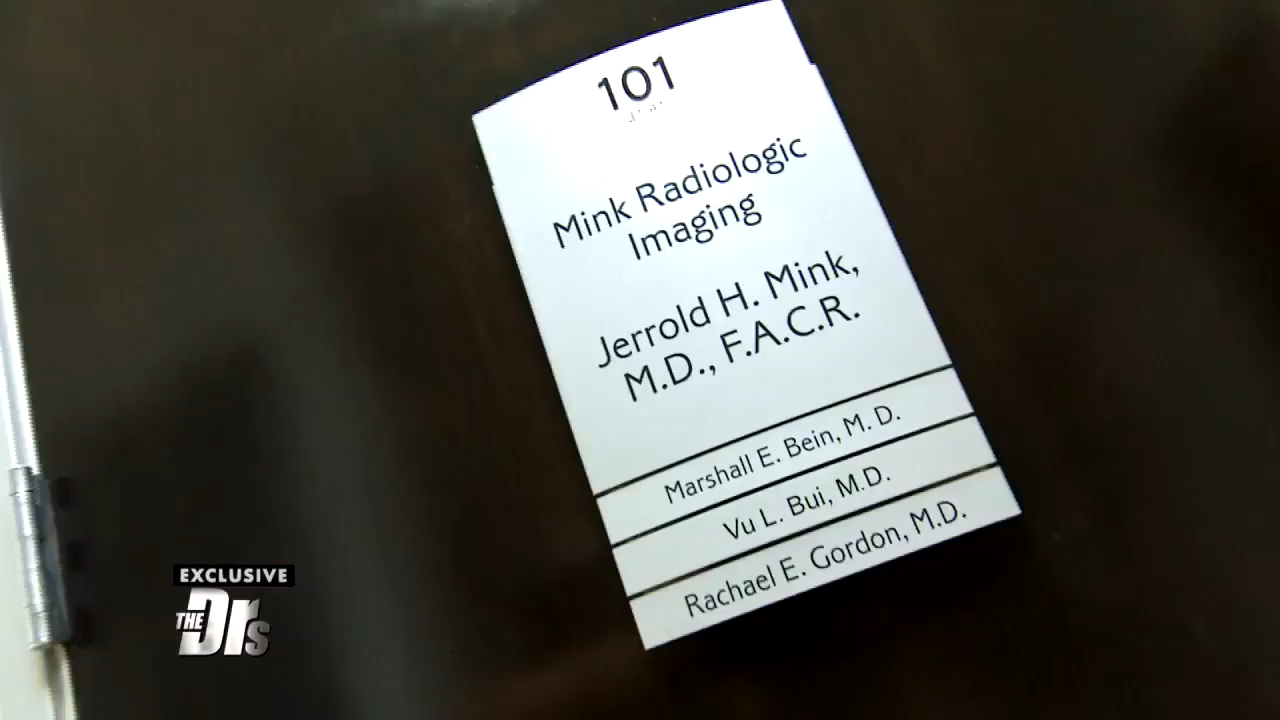 101
Mink Radiologic
Imaging
Jerrold H. Mink,
M.D., F.A.C.R.
Marshall E. Bein, M. D.
Vu L. Bui, M.D.
Rachael E. Gordon, M.D.
EXCLUSIVE
THE Drs